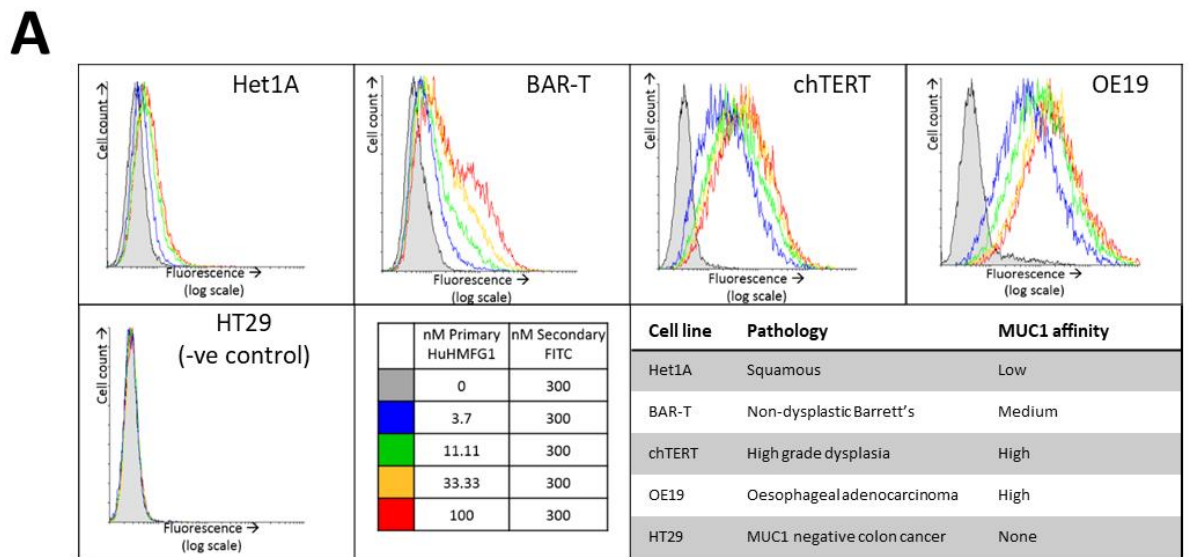 A
Het1A
Cell count →
Fluorescence →
(log scale)
BAR-T
Cell count →
Fluorescence →
(log scale)
chTERT
Cell count →
Fluorescence →
(log scale)
OE19
Cell count →
Fluorescence →
(log scale)
HT29
(-ve control)
Cell count →
Fluorescence →
(log scale)
nM Primary HuHMFG1 nM Secondary FITC
0 300
3.7 300
11.11 300
33.33 300
100 300
Cell line Pathology MUC1 affinity
Het1A Squamous Low
BAR-T Non-dysplastic Barrett's Medium
chTERT High grade dysplasia High
OE19 Oesophageal adenocarcinoma High
HT29 MUC1 negative colon cancer None